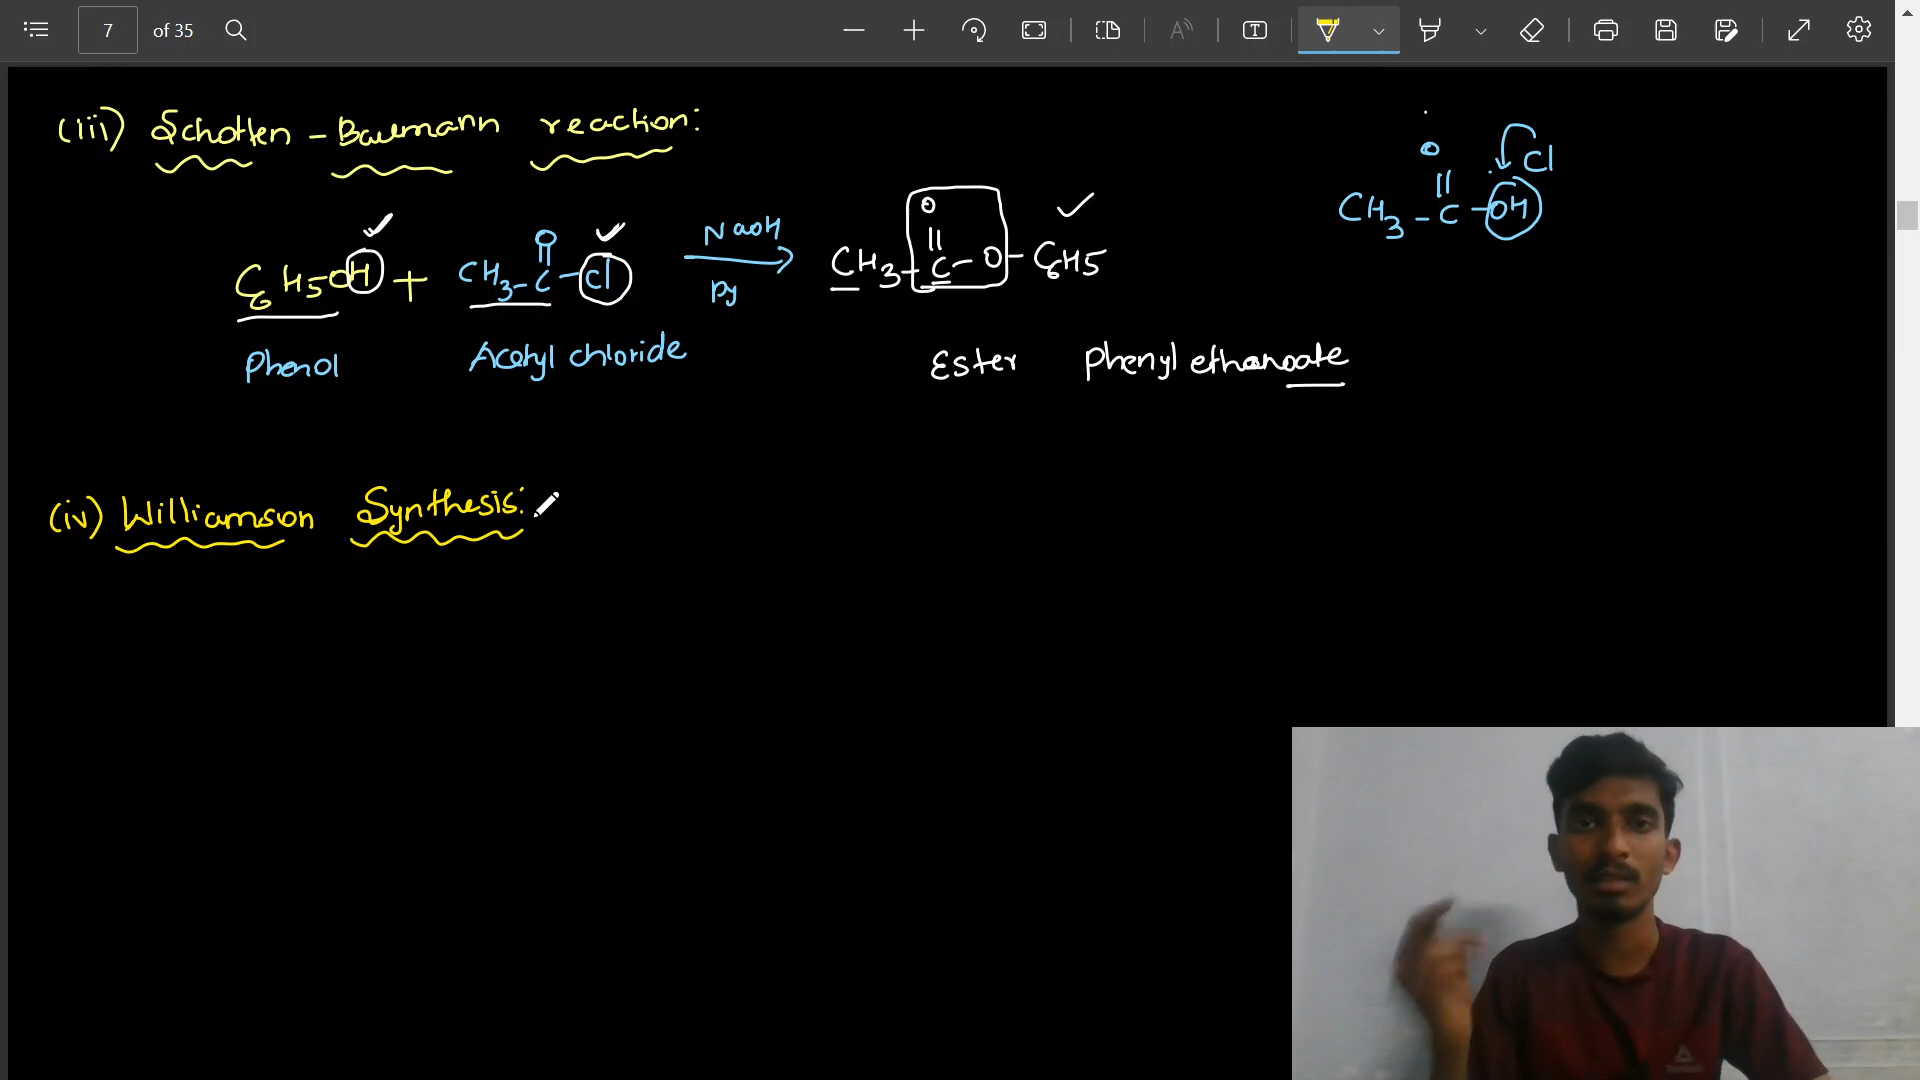 7 of 35
(iii) Schotten - Baumann reaction:
C6H5OH + CH3-C-Cl NaOH Py CH3-C-O-C6H5
O
||
O
||
O
||
CH3-C-OH Cl
Phenol Acetyl chloride Ester Phenyl ethanoate
(iv) Williamson Synthesis: